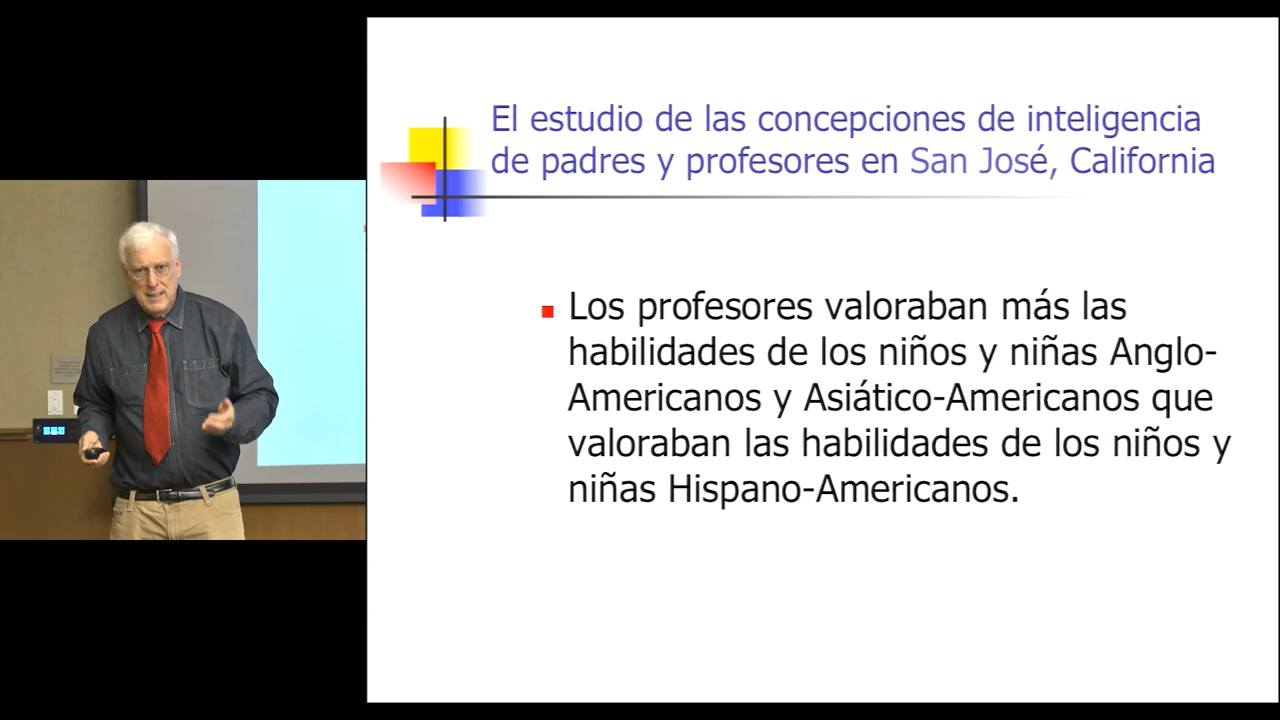 El estudio de las concepciones de inteligencia
de padres y profesores en San José, California
Los profesores valoraban más las
habilidades de los niños y niñas Anglo-
Americanos y Asiático-Americanos que
valoraban las habilidades de los niños y
niñas Hispano-Americanos.